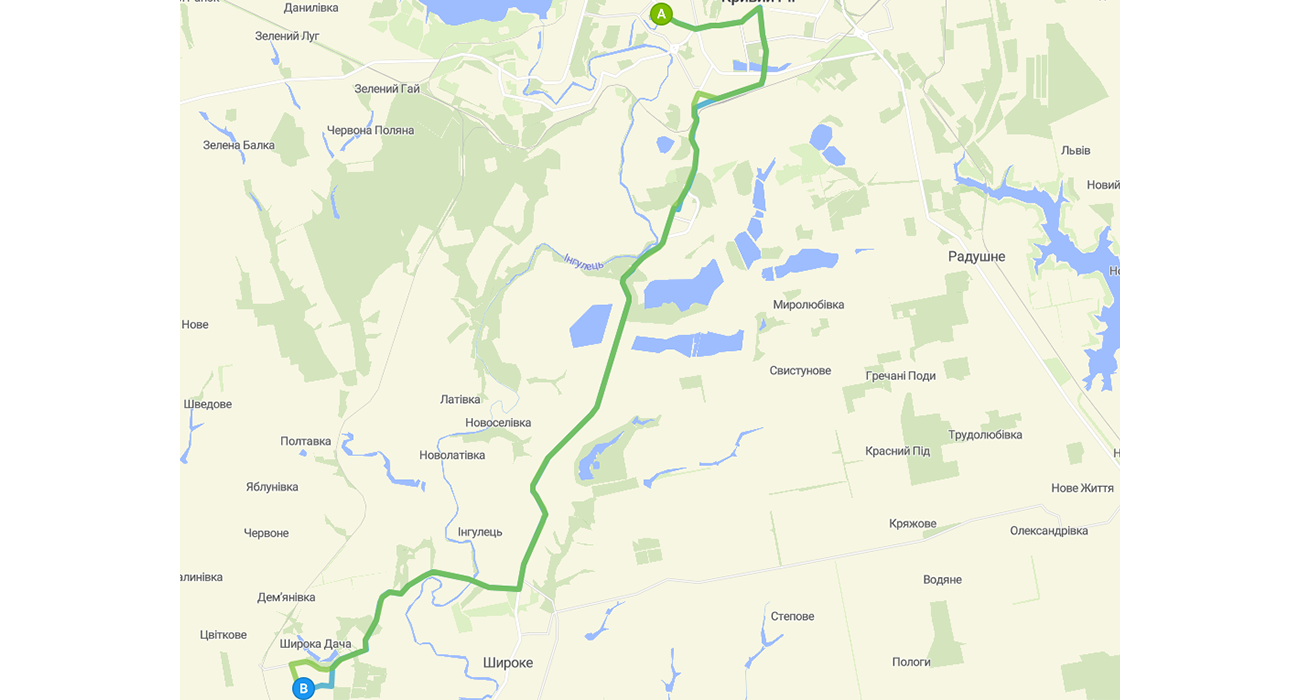 Данилівка
A
Зелений Луг
Зелений Гай
Червона Поляна
Зелена Балка
Львів
Новий
Радушне
Інгулець
Миролюбівка
Нове
Свистунове
Гречані Поди
Латівка
Шведове
Новоселівка
Трудолюбівка
Полтавка
Красний Під
Новолатівка
Яблунівка
Нове Життя
Кряжове
Інгулець
Червоне
Олександрівка
алинівка
Водяне
Дем'янівка
Степове
Цвіткове
Широка Дача
Широке
Пологи
B